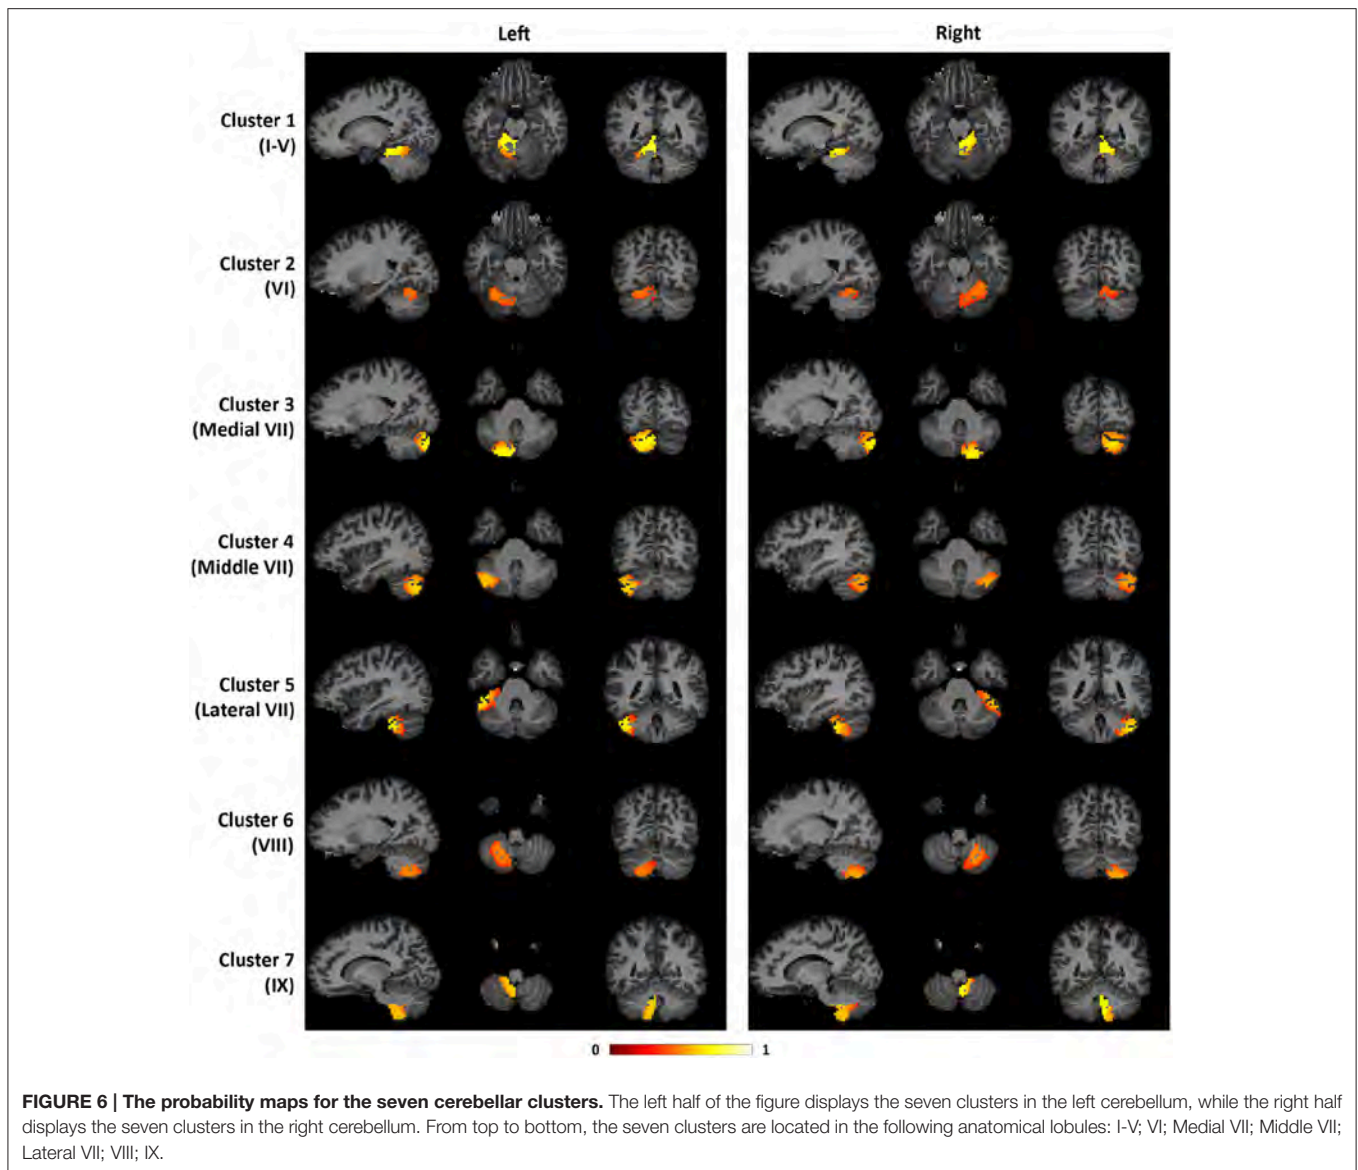 Left
Right
Cluster 1
(I-V)
Cluster 2
(VI)
Cluster 3
(Medial VII)
Cluster 4
(Middle VII)
Cluster 5
(Lateral VII)
Cluster 6
(VIII)
Cluster 7
(IX)
0 1
FIGURE 6 | The probability maps for the seven cerebellar clusters. The left half of the figure displays the seven clusters in the left cerebellum, while the right half
displays the seven clusters in the right cerebellum. From top to bottom, the seven clusters are located in the following anatomical lobules: I-V; VI; Medial VII; Middle VII;
Lateral VII; VIII; IX.